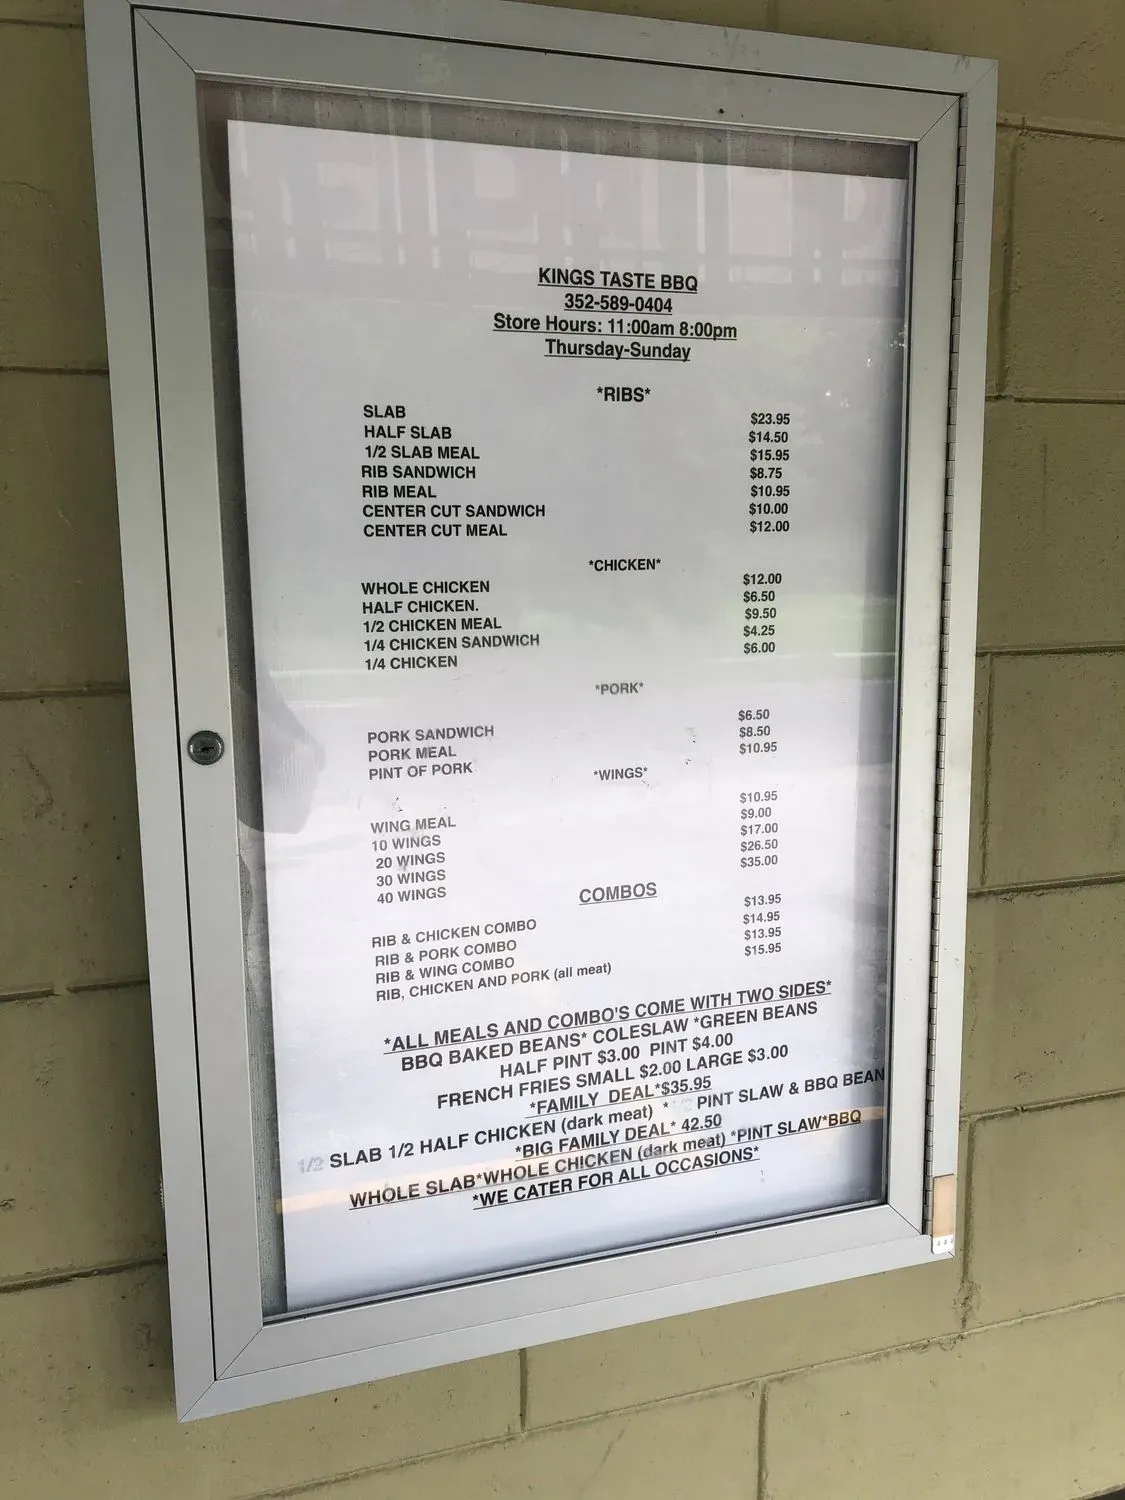 KINGS TASTE BBQ
352-589-0404
Store Hours: 11:00am 8:00pm
Thursday-Sunday
*RIBS*
SLAB $23.95
HALF SLAB $14.50
1/2 SLAB MEAL $15.95
RIB SANDWICH $8.75
RIB MEAL $10.95
CENTER CUT SANDWICH $10.00
CENTER CUT MEAL $12.00
*CHICKEN*
WHOLE CHICKEN $12.00
HALF CHICKEN. $6.50
1/2 CHICKEN MEAL $9.50
1/4 CHICKEN SANDWICH $4.25
1/4 CHICKEN $6.00
*PORK*
PORK SANDWICH $6.50
PORK MEAL $8.50
PINT OF PORK $10.95
*WINGS*
WING MEAL $10.95
10 WINGS $9.00
20 WINGS $17.00
30 WINGS $26.50
40 WINGS $35.00
COMBOS
RIB & CHICKEN COMBO $13.95
RIB & PORK COMBO $14.95
RIB & WING COMBO $13.95
RIB, CHICKEN AND PORK (all meat) $15.95
*ALL MEALS AND COMBO'S COME WITH TWO SIDES*
BBQ BAKED BEANS* COLESLAW *GREEN BEANS
HALF PINT $3.00 PINT $4.00
FRENCH FRIES SMALL $2.00 LARGE $3.00
*FAMILY DEAL*$35.95
1/2 SLAB 1/2 HALF CHICKEN (dark meat) * 1/2 PINT SLAW & BBQ BEAN
*BIG FAMILY DEAL* 42.50
WHOLE SLAB*WHOLE CHICKEN (dark meat) *PINT SLAW*BBQ
*WE CATER FOR ALL OCCASIONS*